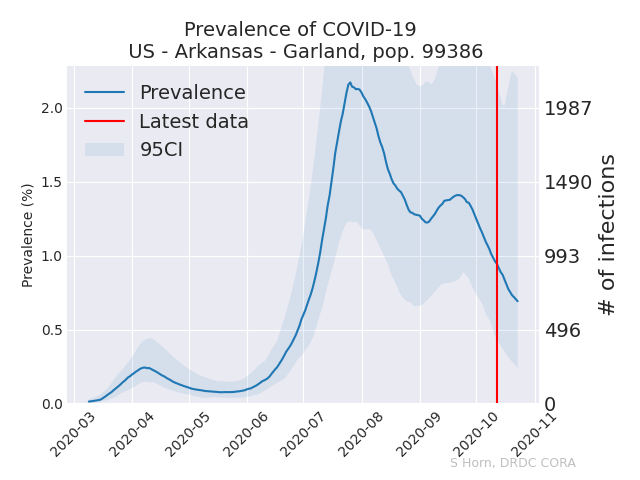 Prevalence of COVID-19
US - Arkansas - Garland, pop. 99386
Prevalence
Latest data
95CI
Prevalence (%)
2.0
1.5
1.0
0.5
0.0
1987
1490
993
496
0
# of infections
2020-03
2020-04
2020-05
2020-06
2020-07
2020-08
2020-09
2020-10
2020-11
S Horn, DRDC CORA